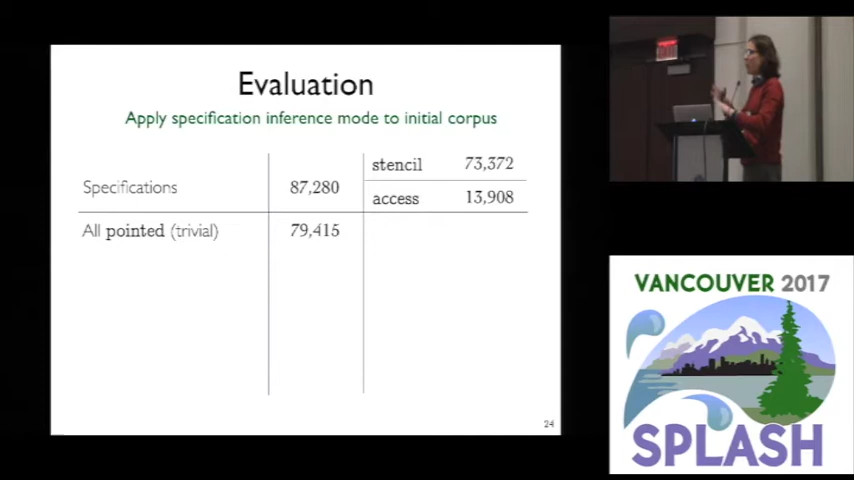 Evaluation
Apply specification inference mode to initial corpus
Specifications 87,280 stencil 73,372
access 13,908
All pointed (trivial) 79,415
24
VANCOUVER 2017
SPLASH